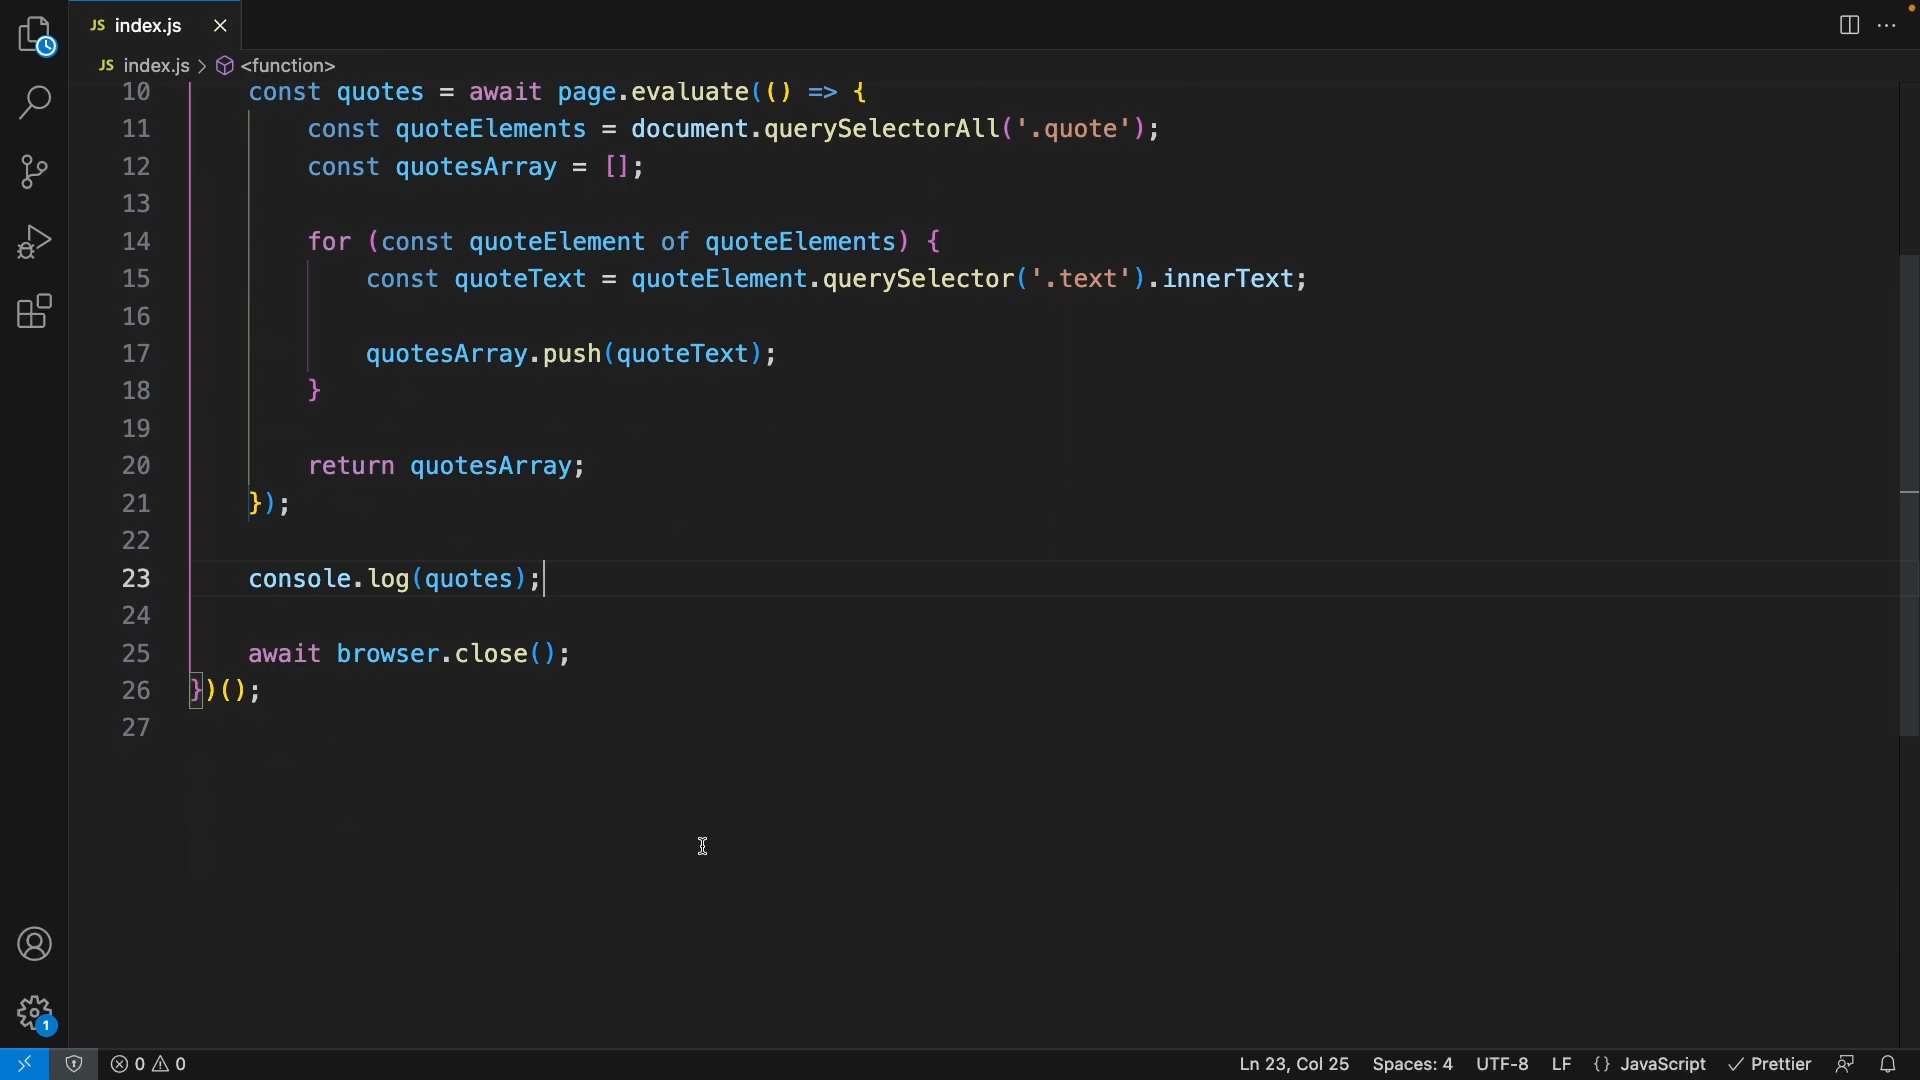 JS index.js
JS index.js > <function>
10 const quotes = await page.evaluate(() => {
11 const quoteElements = document.querySelectorAll('.quote');
12 const quotesArray = [];
13
14 for (const quoteElement of quoteElements) {
15 const quoteText = quoteElement.querySelector('.text').innerText;
16
17 quotesArray.push(quoteText);
18 }
19
20 return quotesArray;
21 });
22
23 console.log(quotes);
24
25 await browser.close();
26 })();
27
1
0 0 Ln 23, Col 25 Spaces: 4 UTF-8 LF {} JavaScript Prettier